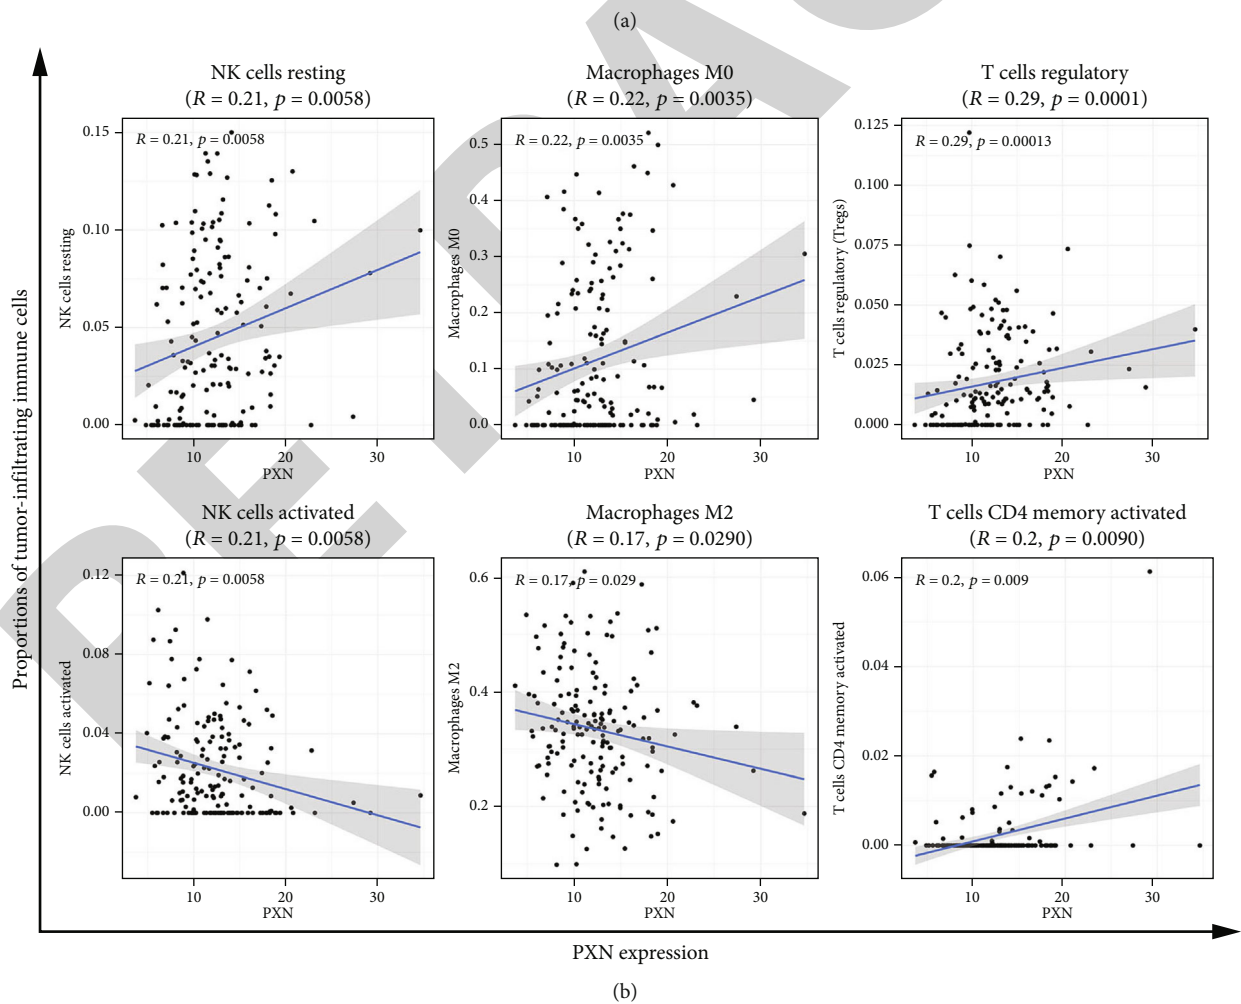 (a)
Proportions of tumor-infiltrating immune cells
NK cells resting
(R = 0.21, p = 0.0058)
R = 0.21, p = 0.0058
NK cells resting
0.15
0.10
0.05
0.00
10 20 30
PXN
Macrophages M0
(R = 0.22, p = 0.0035)
R = 0.22, p = 0.0035
Macrophages M0
0.5
0.4
0.3
0.2
0.1
0.0
10 20 30
PXN
T cells regulatory
(R = 0.29, p = 0.0001)
R = 0.29, p = 0.00013
T cells regulatory (Tregs)
0.125
0.100
0.075
0.050
0.025
0.000
10 20 30
PXN
NK cells activated
(R = 0.21, p = 0.0058)
R = 0.21, p = 0.0058
NK cells activated
0.12
0.08
0.04
0.00
10 20 30
PXN
Macrophages M2
(R = 0.17, p = 0.0290)
R = 0.17, p = 0.029
Macrophages M2
0.6
0.4
0.2
10 20 30
PXN
T cells CD4 memory activated
(R = 0.2, p = 0.0090)
R = 0.2, p = 0.009
T cells CD4 memory activated
0.06
0.04
0.02
0.00
10 20 30
PXN
PXN expression
(b)